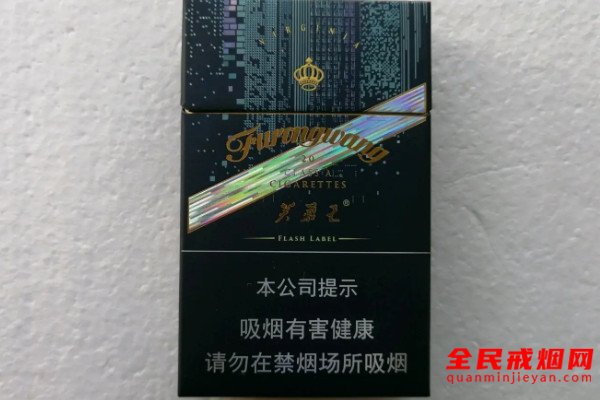 VIRGINIA
Furongwang
20
CLASS A
CIGARETTES
芙蓉王®
FLASH LABEL
本公司提示
吸烟有害健康
请勿在禁烟场所吸烟
全民戒烟网
quanminjieyan.com